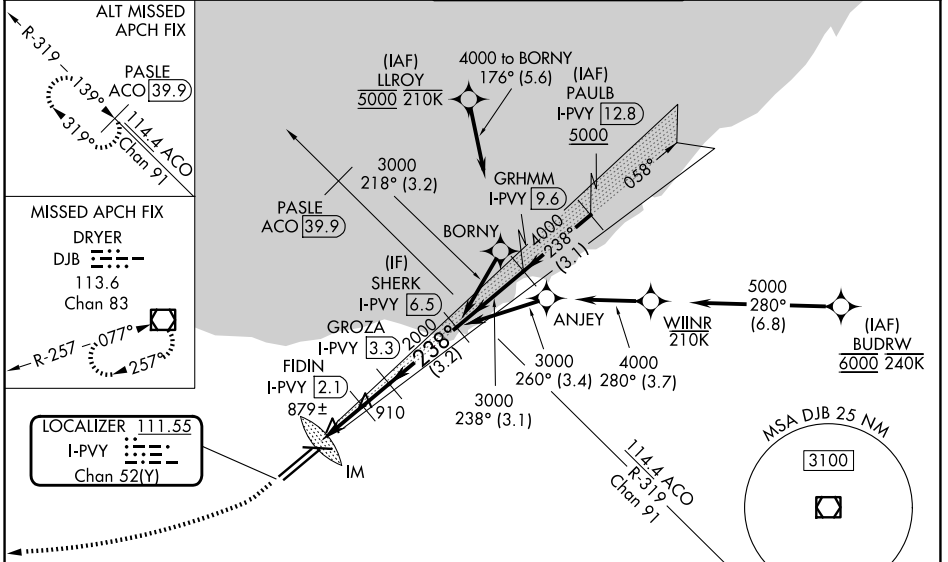 ALT MISSED
APCH FIX
R-319
139°
319°
PASLE
ACO 39.9
114.4 ACO
Chan 91
MISSED APCH FIX
DRYER
DJB
113.6
Chan 83
R-257
077°
257°
LOCALIZER 111.55
I-PVY
Chan 52(Y)
(IAF)
LLROY
5000 210K
4000 to BORNY
176° (5.6)
(IAF)
PAULB
I-PVY 12.8
5000
058°
3000
218° (3.2)
GRHMM
I-PVY 9.6
PASLE
ACO 39.9
BORNY
4000
238°
(3.1)
(IF)
SHERK
I-PVY 6.5
GROZA
I-PVY 3.3
2000
238°
(3.2)
FIDIN
I-PVY 2.1
879±
910
IM
ANJEY
WIINR
210K
5000
280°
(6.8)
(IAF)
BUDRW
6000 240K
3000
260° (3.4)
4000
280° (3.7)
3000
238° (3.1)
114.4 ACO
R-319
Chan 91
MSA DJB 25 NM
3100